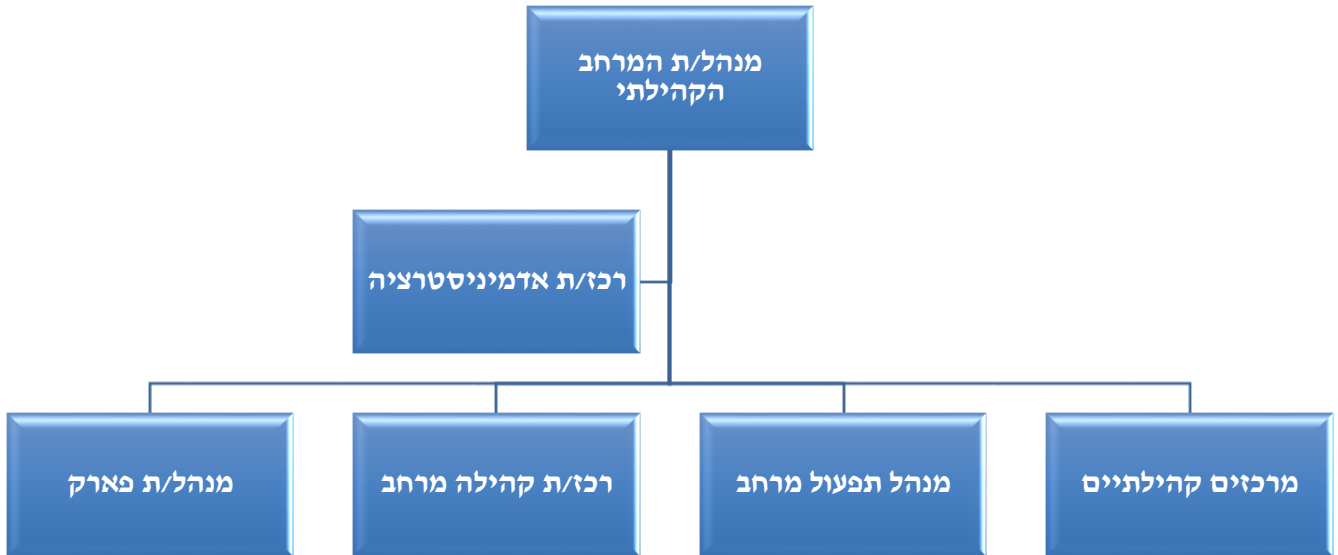 מנהל/ת המרחב
הקהילתי
רכז/ת אדמיניסטרציה
מרכזים קהילתיים
מנהל תפעול מרחב
רכז/ת קהילה מרחב
מנהל/ת פארק